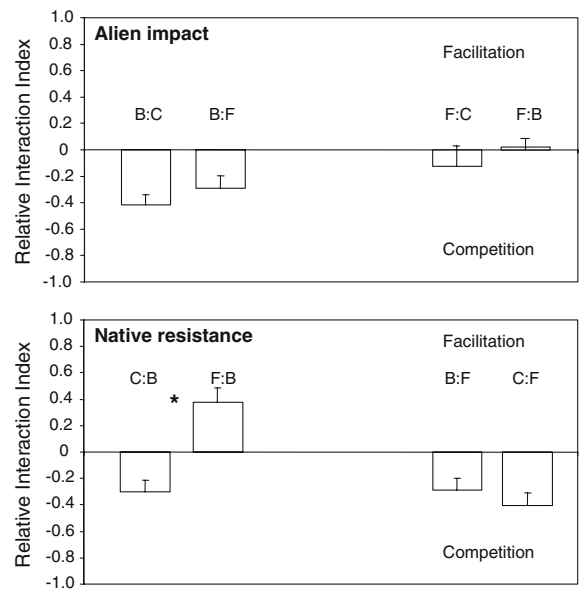 Relative Interaction Index
1.0
0.8
0.6
0.4
0.2
0
-0.2
-0.4
-0.6
-0.8
-1.0
Alien impact
Facilitation
B:C B:F F:C F:B
Competition
Relative Interaction Index
1.0
0.8
0.6
0.4
0.2
0
-0.2
-0.4
-0.6
-0.8
-1.0
Native resistance
Facilitation
C:B F:B B:F C:F
*
Competition